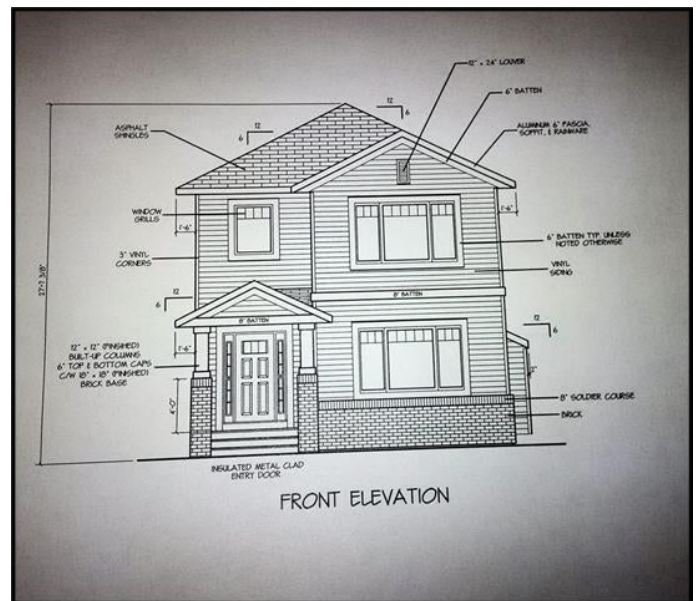 12" x 24" LOUVER
12
6
6" BATTEN
12
6
ASPHALT
SHINGLES
ALUMINUM 6" FASCIA,
SOFFIT, & RAINWARE
WINDOW
GRILLS
1'-6"
1'-6"
3" VINYL
CORNERS
6" BATTEN TYP. UNLESS
NOTED OTHERWISE
VINYL
SIDING
27'-7 3/8"
12
6
8" BATTEN
8" BATTEN
12
6
12" x 12" (FINISHED)
BUILT-UP COLUMNS
6" TOP & BOTTOM CAPS
C/W 18" x 18" (FINISHED)
BRICK BASE
1'-6"
4'-0"
8" SOLDIER COURSE
BRICK
INSULATED METAL CLAD
ENTRY DOOR
FRONT ELEVATION